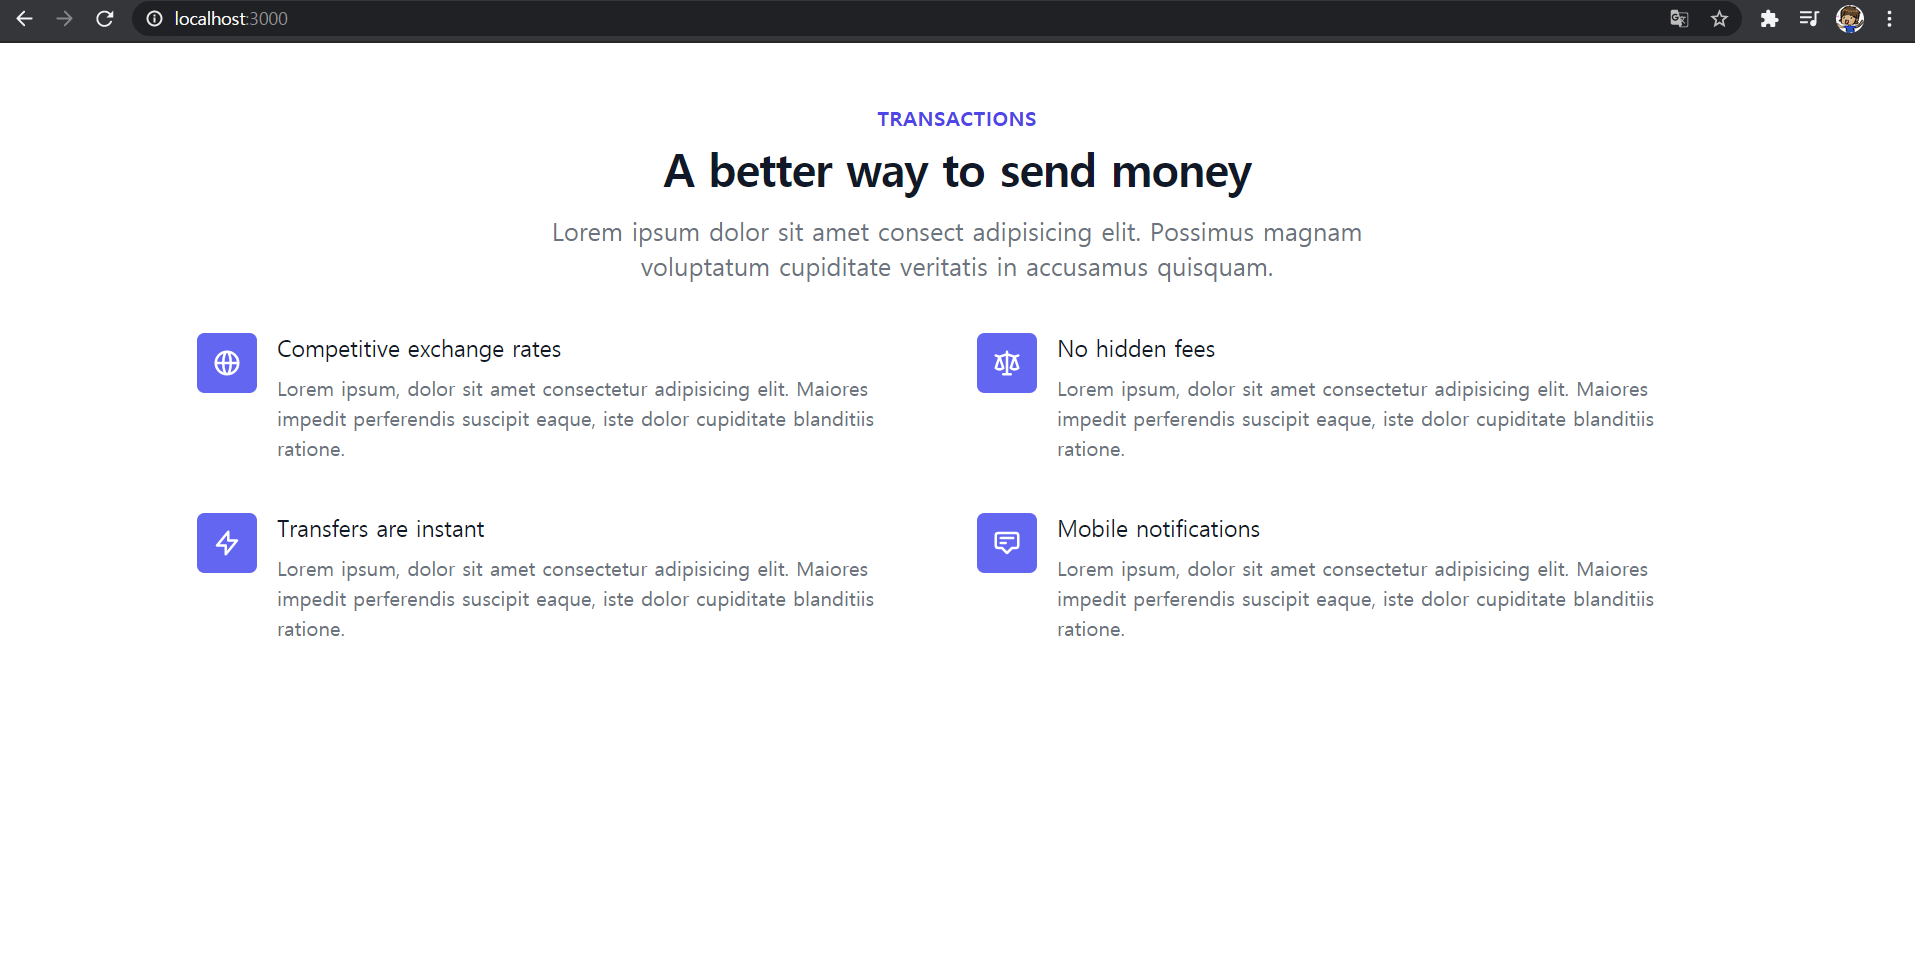 localhost:3000
TRANSACTIONS
A better way to send money
Lorem ipsum dolor sit amet consect adipisicing elit. Possimus magnam
voluptatum cupiditate veritatis in accusamus quisquam.
Competitive exchange rates
Lorem ipsum, dolor sit amet consectetur adipisicing elit. Maiores
impedit perferendis suscipit eaque, iste dolor cupiditate blanditiis
ratione.
No hidden fees
Lorem ipsum, dolor sit amet consectetur adipisicing elit. Maiores
impedit perferendis suscipit eaque, iste dolor cupiditate blanditiis
ratione.
Transfers are instant
Lorem ipsum, dolor sit amet consectetur adipisicing elit. Maiores
impedit perferendis suscipit eaque, iste dolor cupiditate blanditiis
ratione.
Mobile notifications
Lorem ipsum, dolor sit amet consectetur adipisicing elit. Maiores
impedit perferendis suscipit eaque, iste dolor cupiditate blanditiis
ratione.